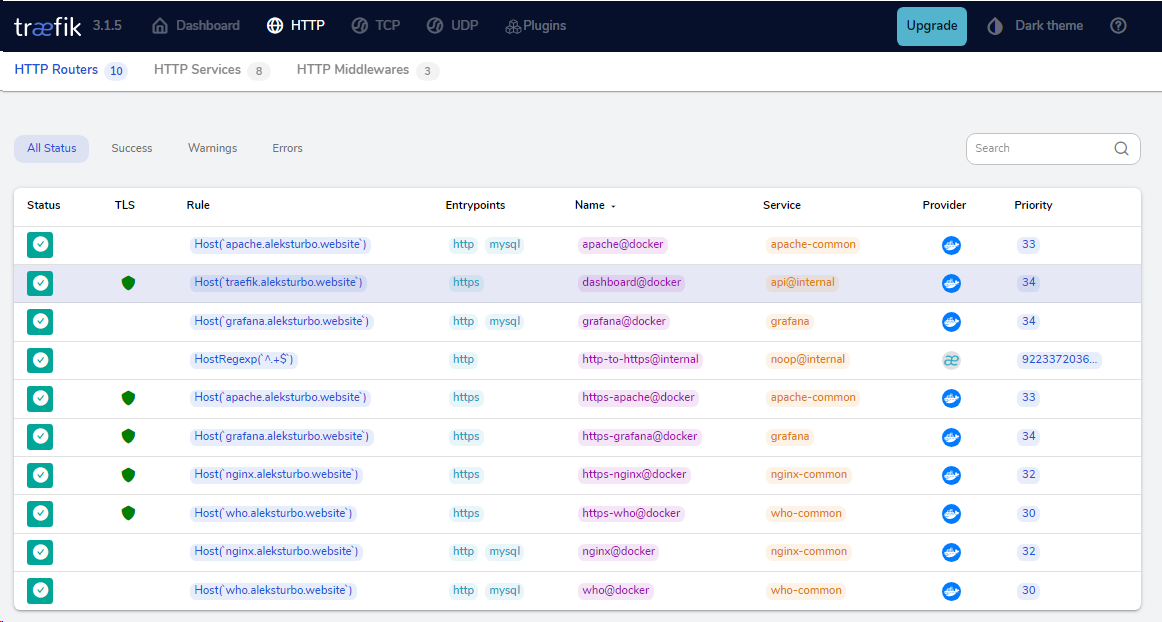 træfik 3.1.5 Dashboard HTTP TCP UDP Plugins Upgrade Dark theme ?
HTTP Routers 10 HTTP Services 8 HTTP Middlewares 3
All Status Success Warnings Errors Search
Status TLS Rule Entrypoints Name Service Provider Priority
Host(`apache.aleksturbo.website`) http mysql apache@docker apache-common 33
Host(`traefik.aleksturbo.website`) https dashboard@docker api@internal 34
Host(`grafana.aleksturbo.website`) http mysql grafana@docker grafana 34
HostRegexp(`^.+$`) http http-to-https@internal noop@internal æ 9223372036...
Host(`apache.aleksturbo.website`) https https-apache@docker apache-common 33
Host(`grafana.aleksturbo.website`) https https-grafana@docker grafana 34
Host(`nginx.aleksturbo.website`) https https-nginx@docker nginx-common 32
Host(`who.aleksturbo.website`) https https-who@docker who-common 30
Host(`nginx.aleksturbo.website`) http mysql nginx@docker nginx-common 32
Host(`who.aleksturbo.website`) http mysql who@docker who-common 30